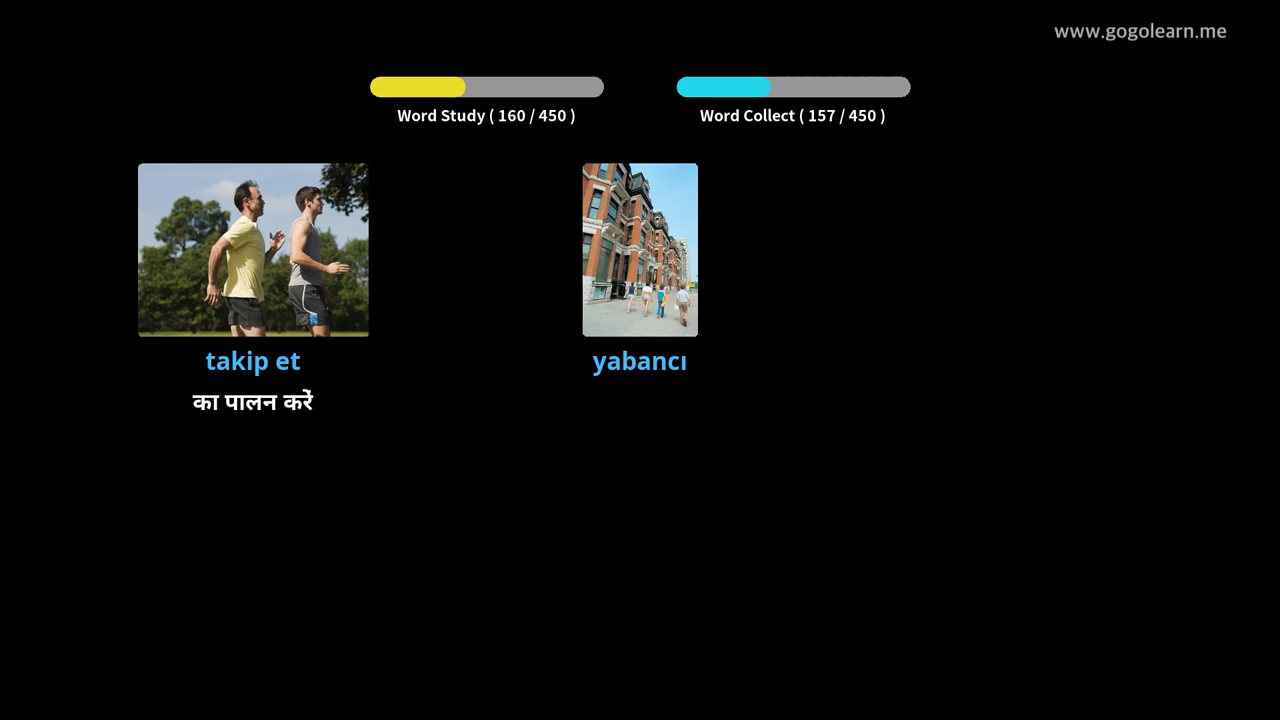 www.gogolearn.me
Word Study ( 160 / 450 )
Word Collect ( 157 / 450 )
takip et
का पालन करें
yabancı